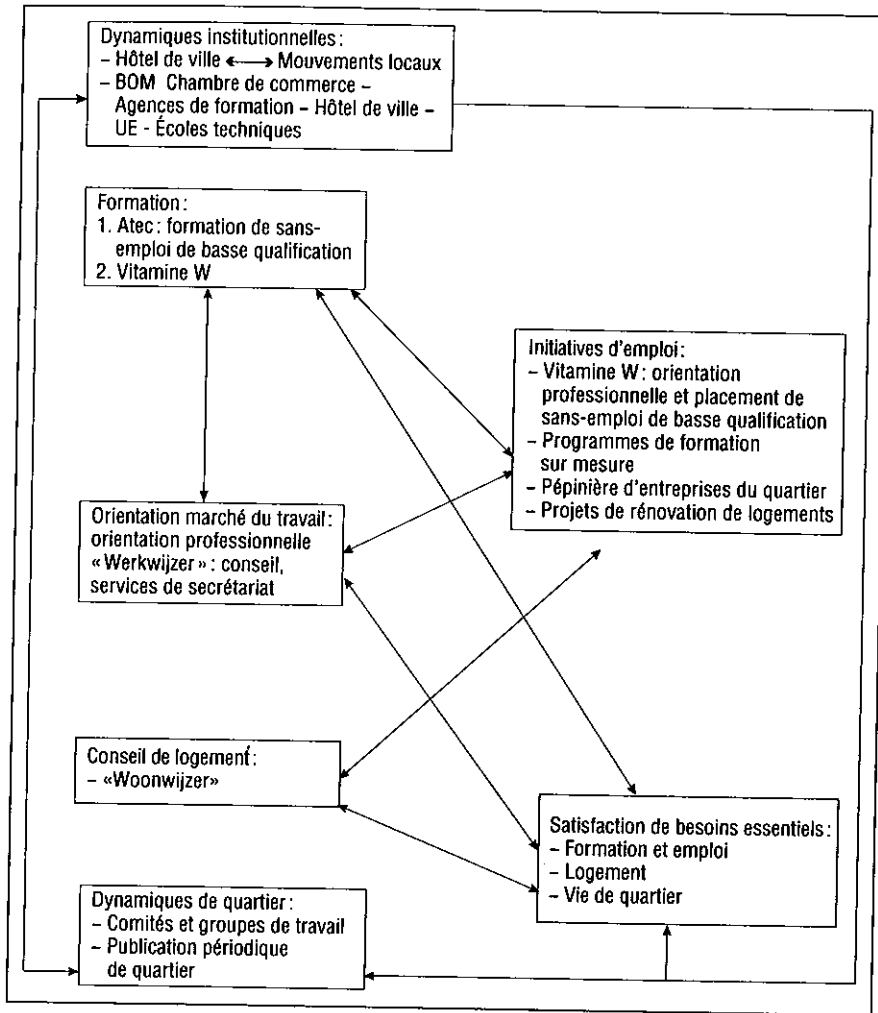 Dynamiques institutionnelles :
– Hôtel de ville ⟷ Mouvements locaux
– BOM Chambre de commerce –
Agences de formation – Hôtel de ville –
UE - Écoles techniques
Formation :
1. Atec : formation de sans-
emploi de basse qualification
2. Vitamine W
Initiatives d'emploi :
– Vitamine W : orientation
professionnelle et placement de
sans-emploi de basse qualification
– Programmes de formation
sur mesure
– Pépinière d'entreprises du quartier
– Projets de rénovation de logements
Orientation marché du travail :
orientation professionnelle
« Werkwijzer » : conseil,
services de secrétariat
Conseil de logement :
– «Woonwijzer»
Satisfaction de besoins essentiels :
– Formation et emploi
– Logement
– Vie de quartier
Dynamiques de quartier :
– Comités et groupes de travail
– Publication périodique
de quartier